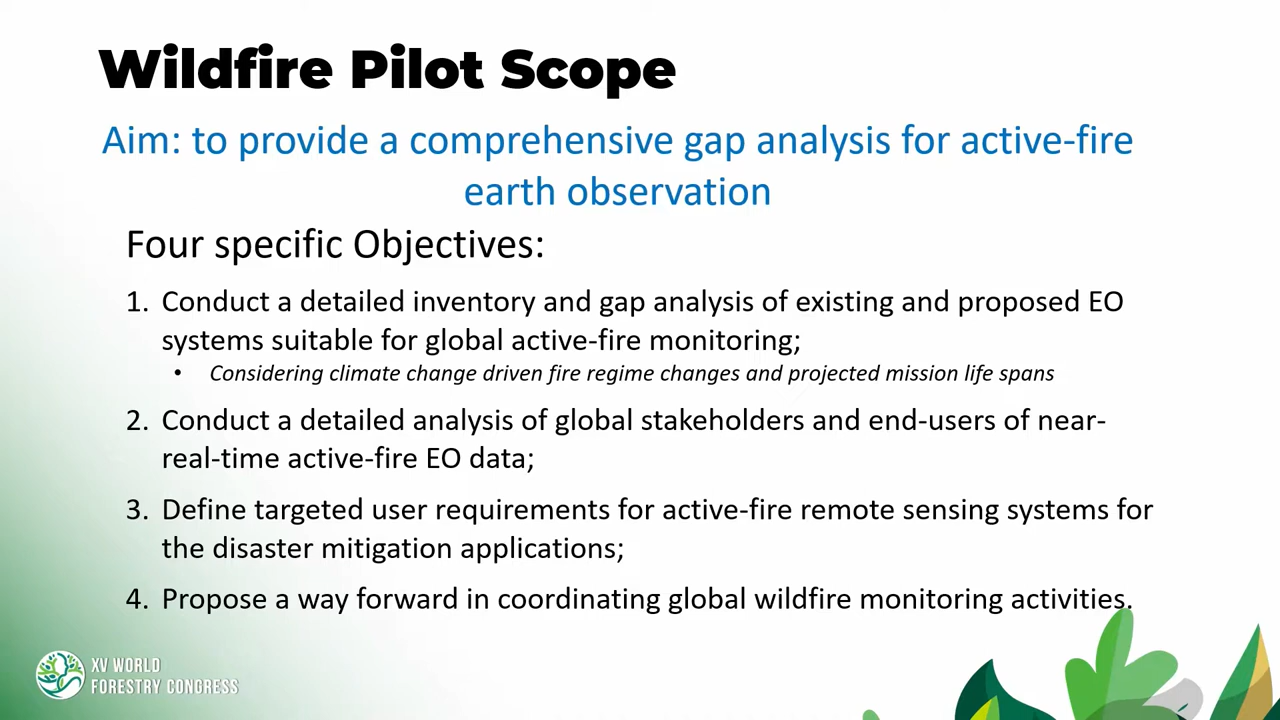 Wildfire Pilot Scope
Aim: to provide a comprehensive gap analysis for active-fire
earth observation
Four specific Objectives:
1. Conduct a detailed inventory and gap analysis of existing and proposed EO
systems suitable for global active-fire monitoring;
• Considering climate change driven fire regime changes and projected mission life spans
2. Conduct a detailed analysis of global stakeholders and end-users of near-
real-time active-fire EO data;
3. Define targeted user requirements for active-fire remote sensing systems for
the disaster mitigation applications;
4. Propose a way forward in coordinating global wildfire monitoring activities.
XV WORLD
FORESTRY CONGRESS